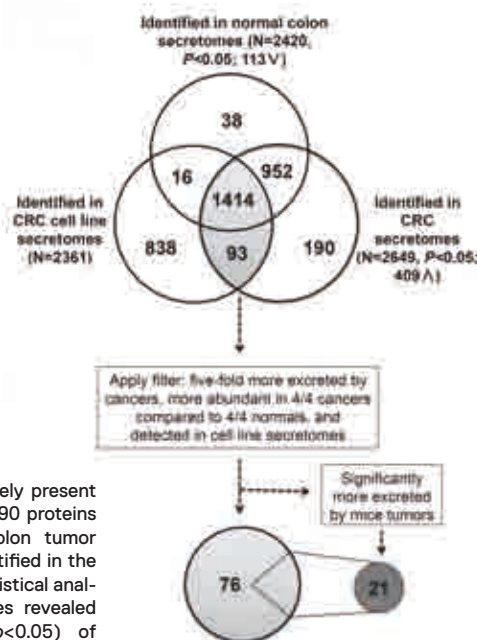 Identified in normal colon
secretomes (N=2420,
P<0.05; 113∨)
38
16
952
1414
Identified in
CRC cell line
secretomes
(N=2361)
Identified in
CRC
secretomes
(N=2649, P<0.05;
409∧)
838
93
190
Apply filter: five-fold more excreted by
cancers, more abundant in 4/4 cancers
compared to 4/4 normals, and
detected in cell line secretomes
Significantly
more excreted
by mice tumors
76
21
ely present
90 proteins
olon tumor
ntified in the
istical anal-
es revealed
p<0.05) of